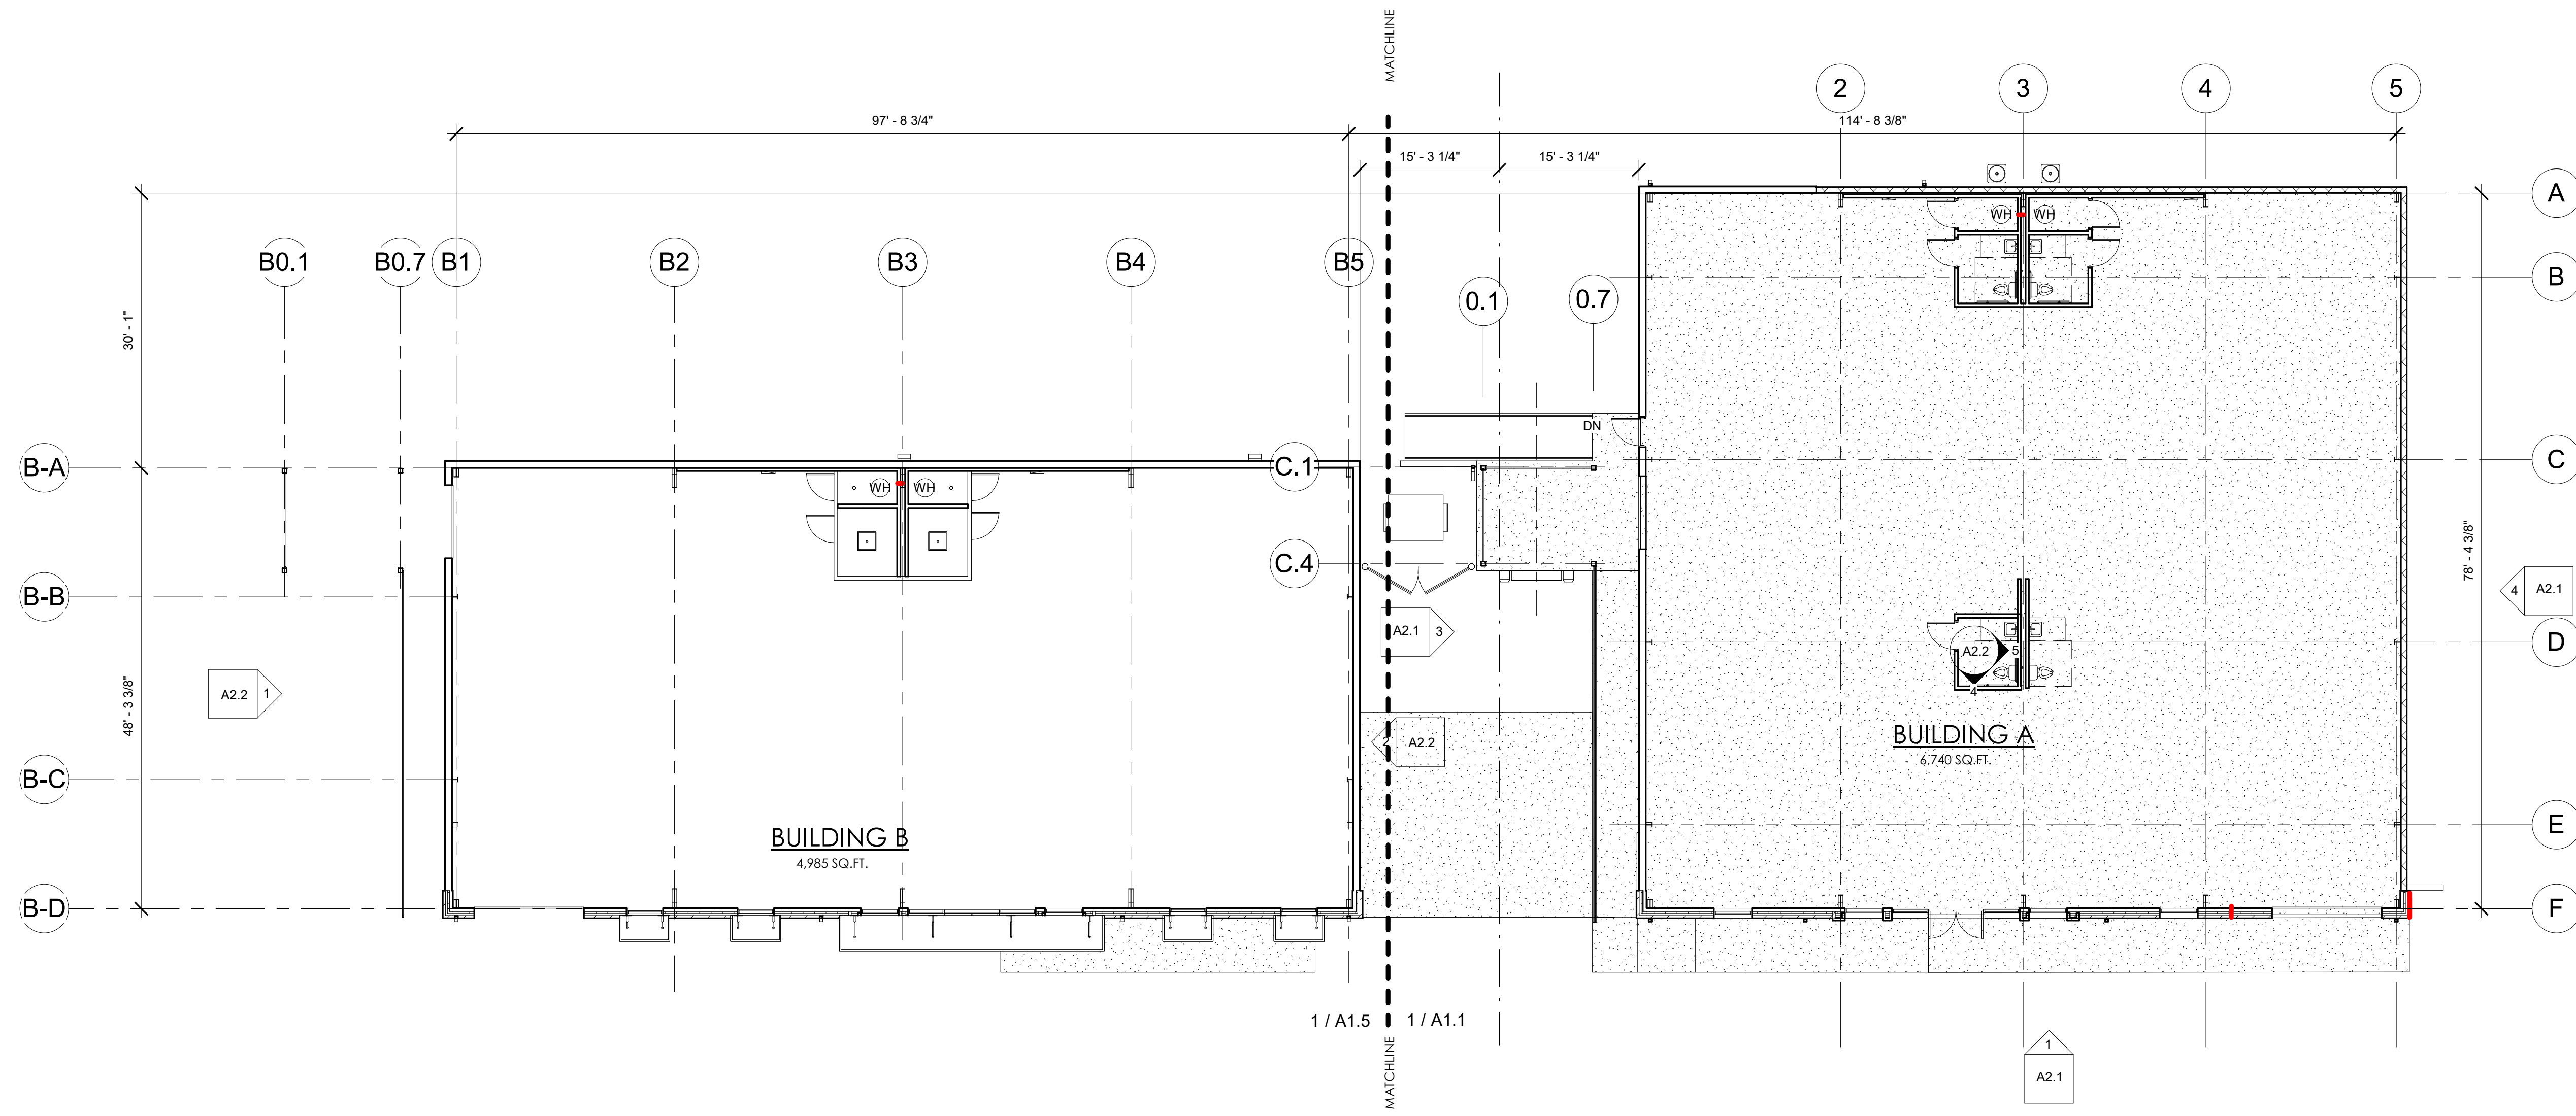 MATCHLINE
2
3
4
5
97' - 8 3/4"
114' - 8 3/8"
15' - 3 1/4"
15' - 3 1/4"
A
WH
WH
B0.1
B0.7
B1
B2
B3
B4
B5
B
0.1
0.7
30' - 1"
DN
B-A
C.1
C
WH
WH
78' - 4 3/8"
C.4
B-B
4
A2.1
A2.1
3
D
A2.2
5
4
A2.2
1
48' - 3 3/8"
BUILDING A
6,740 SQ.FT.
2
A2.2
B-C
E
BUILDING B
4,985 SQ.FT.
B-D
F
1 / A1.5
1 / A1.1
1
A2.1
MATCHLINE